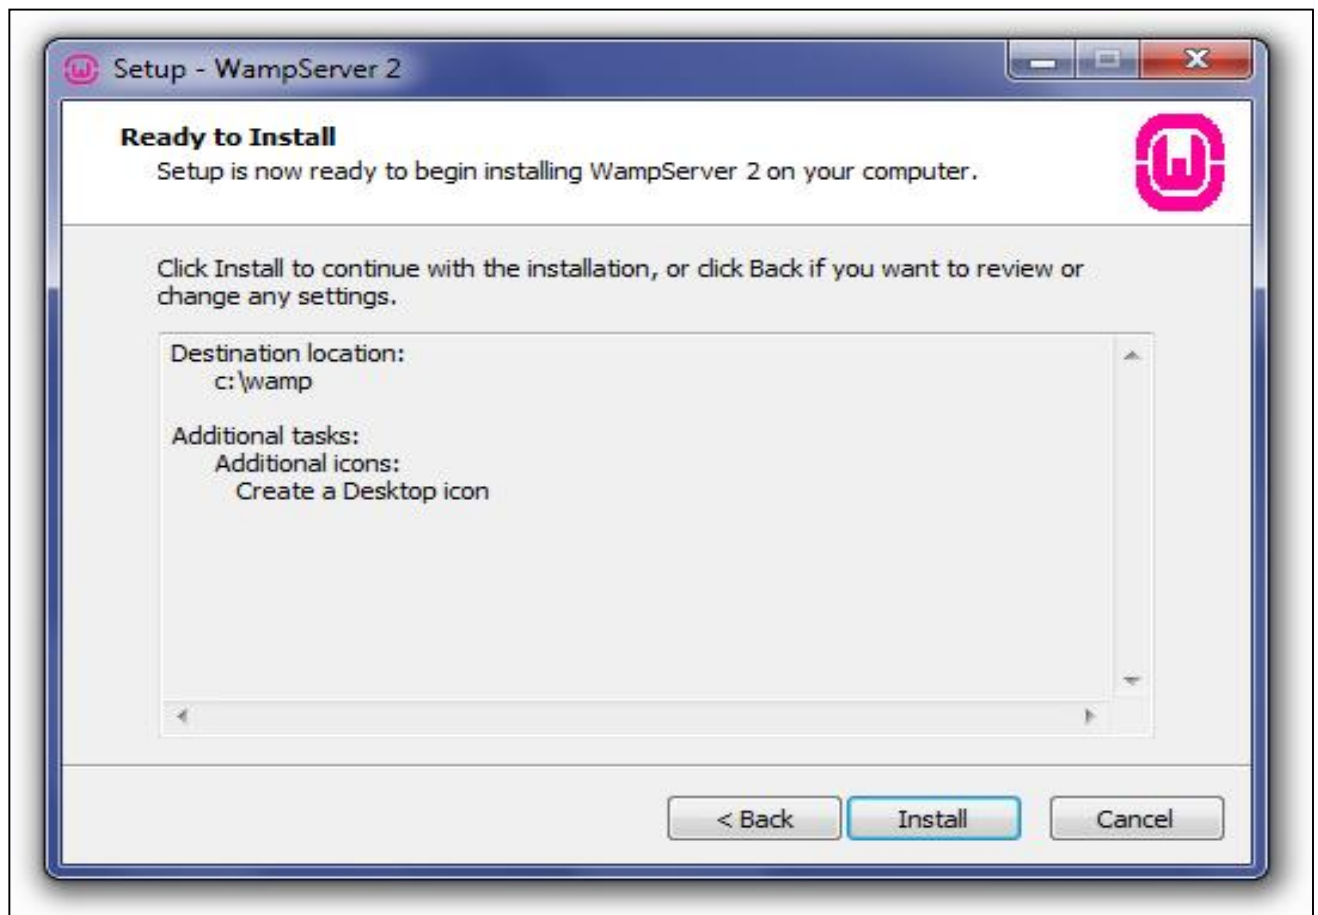 Setup - WampServer 2
Ready to Install
Setup is now ready to begin installing WampServer 2 on your computer.
Click Install to continue with the installation, or click Back if you want to review or
change any settings.
Destination location:
c:\wamp
Additional tasks:
Additional icons:
Create a Desktop icon
< Back
Install
Cancel